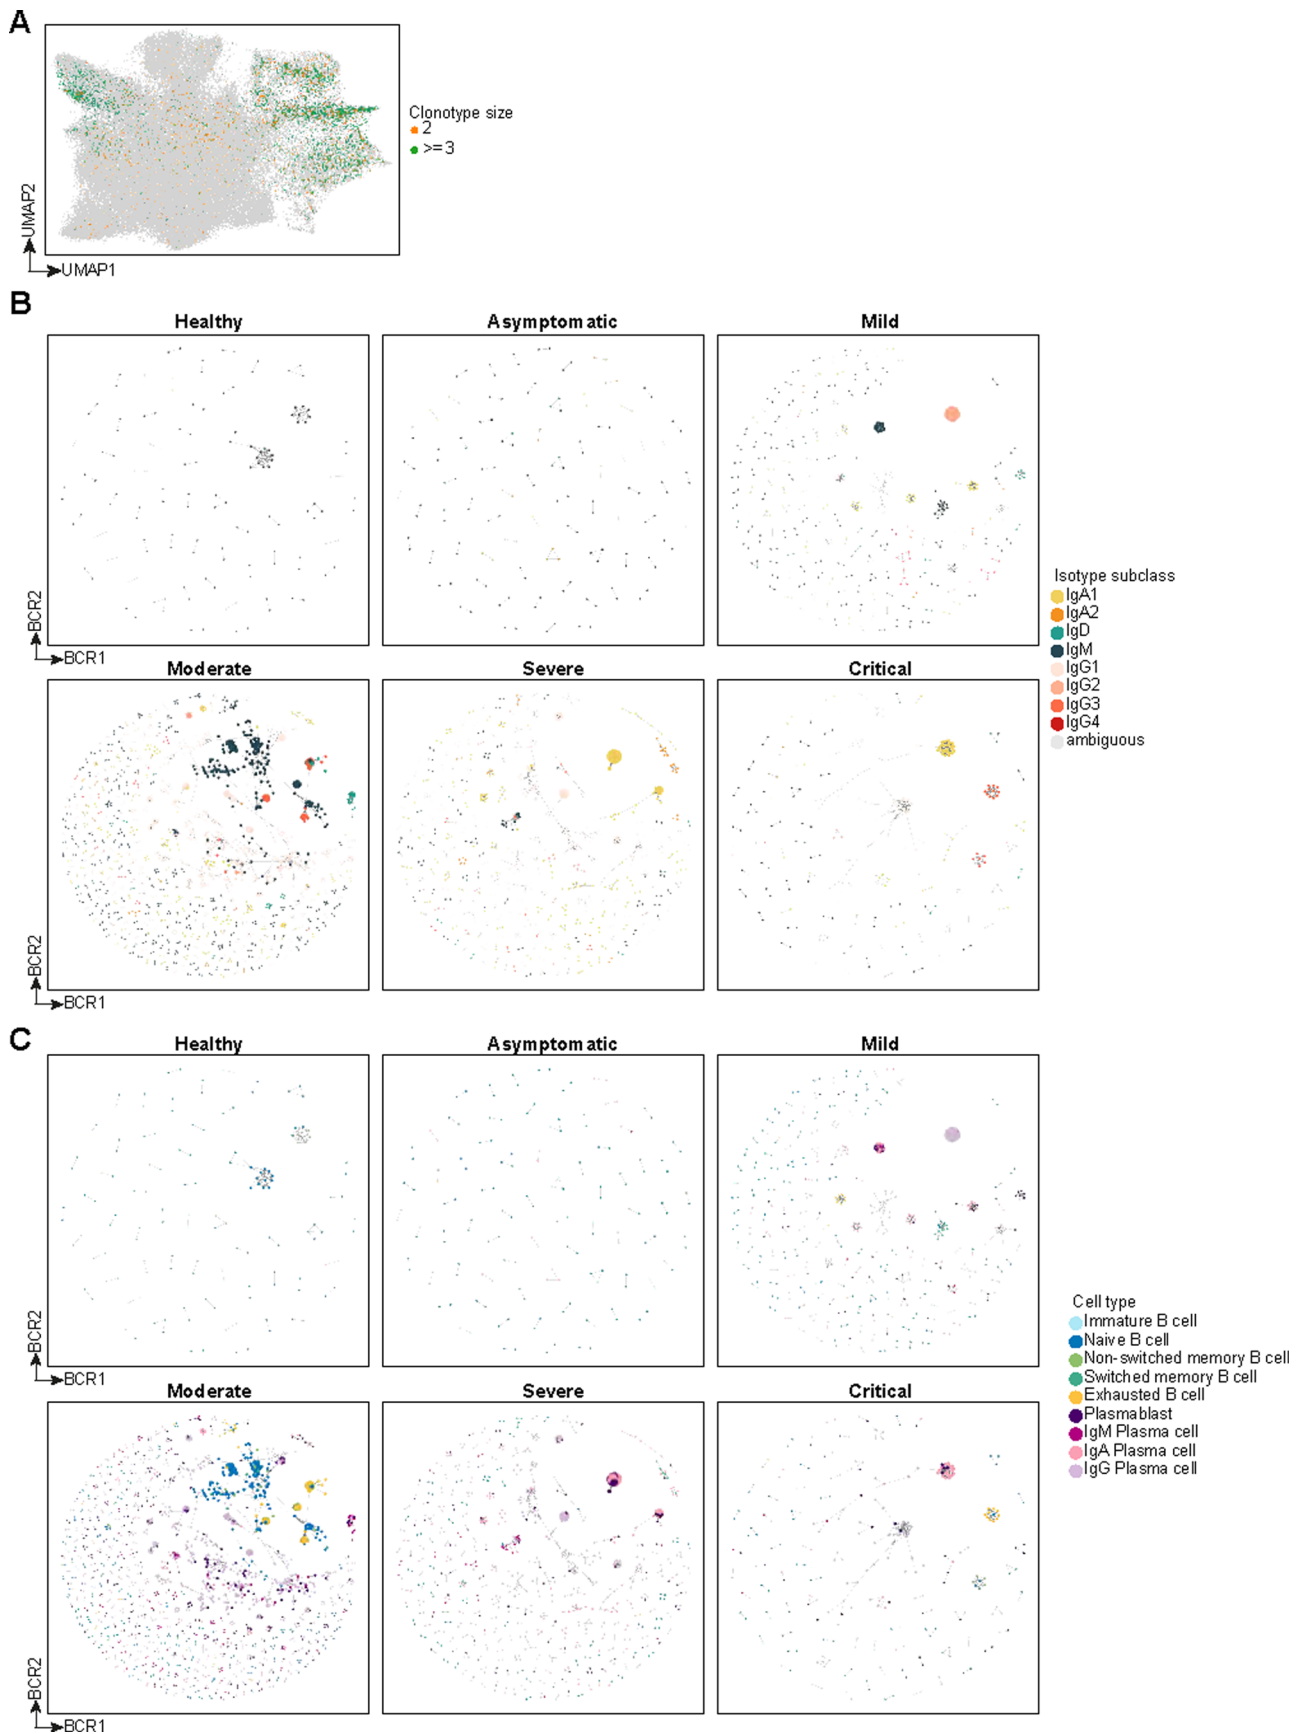 A
Clonotype size
2
>=3
UMAP2
UMAP1
B
Healthy
Asymptomatic
Mild
BCR2
BCR1
Moderate
Severe
Critical
BCR2
BCR1
Isotype subclass
IgA1
IgA2
IgD
IgM
IgG1
IgG2
IgG3
IgG4
ambiguous
C
Healthy
Asymptomatic
Mild
BCR2
BCR1
Moderate
Severe
Critical
BCR2
BCR1
Cell type
Immature B cell
Naive B cell
Non-switched memory B cell
Switched memory B cell
Exhausted B cell
Plasmablast
IgM Plasma cell
IgA Plasma cell
IgG Plasma cell